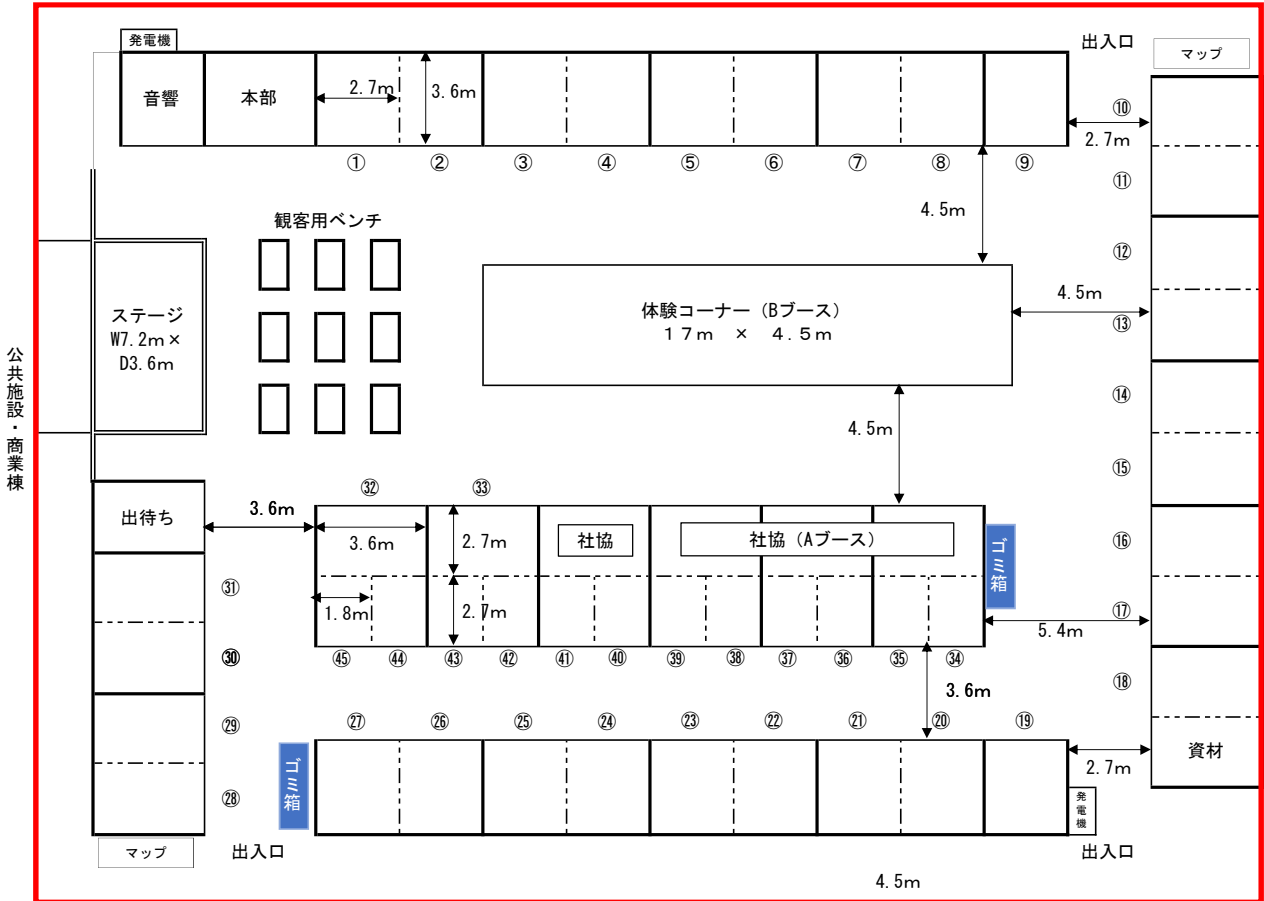 発電機
出入口
マップ
音響
本部
2.7m
3.6m
⑩
2.7m
①
②
③
④
⑤
⑥
⑦
⑧
⑨
⑪
4.5m
観客用ベンチ
⑫
ステージ
W7.2m×
D3.6m
体験コーナー（Bブース）
17m × 4.5m
4.5m
⑬
公共施設・商業棟
⑭
4.5m
⑮
㉜
㉝
出待ち
3.6m
3.6m
2.7m
社協
社協（Aブース）
ゴミ箱
⑯
㉛
1.8m
2.7m
⑰
5.4m
㉚
㊺
㊹
㊸
㊷
㊶
㊵
㊴
㊳
㊲
㊱
㉟
㉞
3.6m
⑱
㉙
㉗
㉖
㉕
㉔
㉓
㉒
㉑
⑳
⑲
2.7m
資材
㉘
ゴミ箱
発電機
マップ
出入口
出入口
4.5m